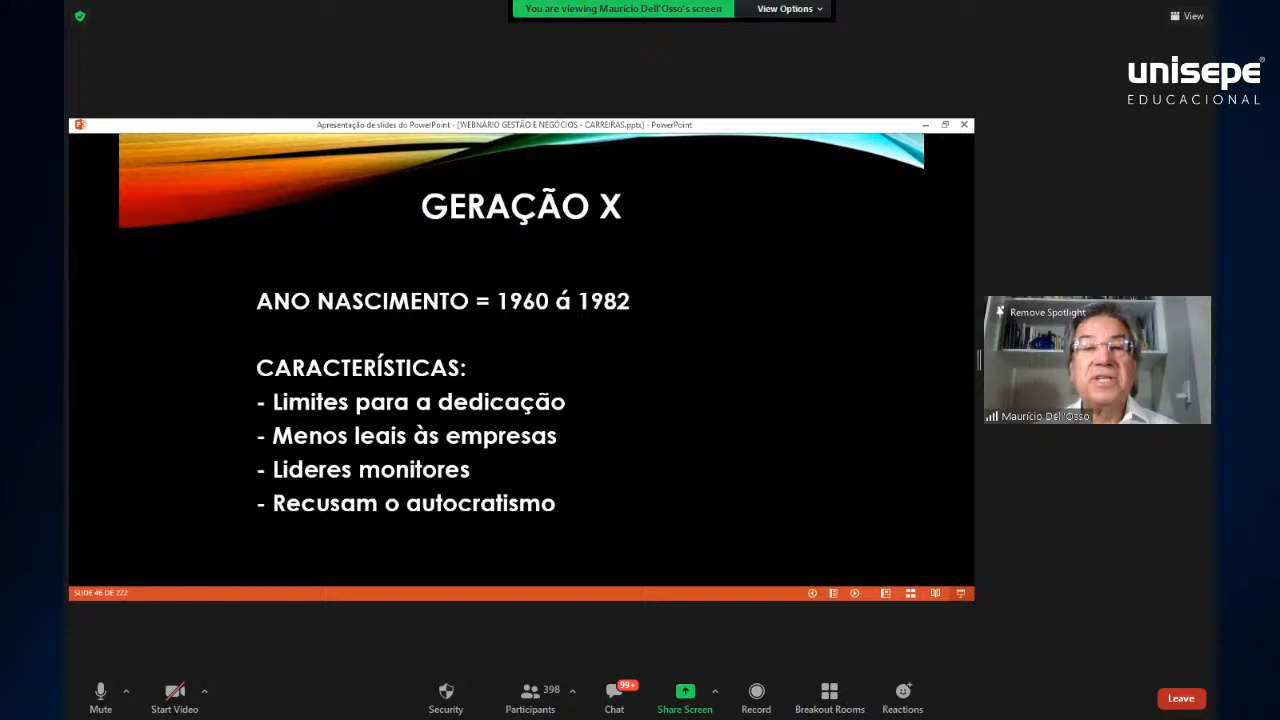 You are viewing Maurício Dell'Osso's screen
View Options
View
unisepe
EDUCACIONAL
Apresentação de slides do PowerPoint - [WEBNÁRIO GESTÃO E NEGÓCIOS - CARREIRAS.pptx] - PowerPoint
GERAÇÃO X
ANO NASCIMENTO = 1960 á 1982
CARACTERÍSTICAS:
- Limites para a dedicação
- Menos leais às empresas
- Lideres monitores
- Recusam o autocratismo
SLIDE 46 DE 222
Remove Spotlight
Maurício Dell'Osso
Mute
Start Video
Security
398
Participants
99+
Chat
Share Screen
Record
Breakout Rooms
Reactions
Leave